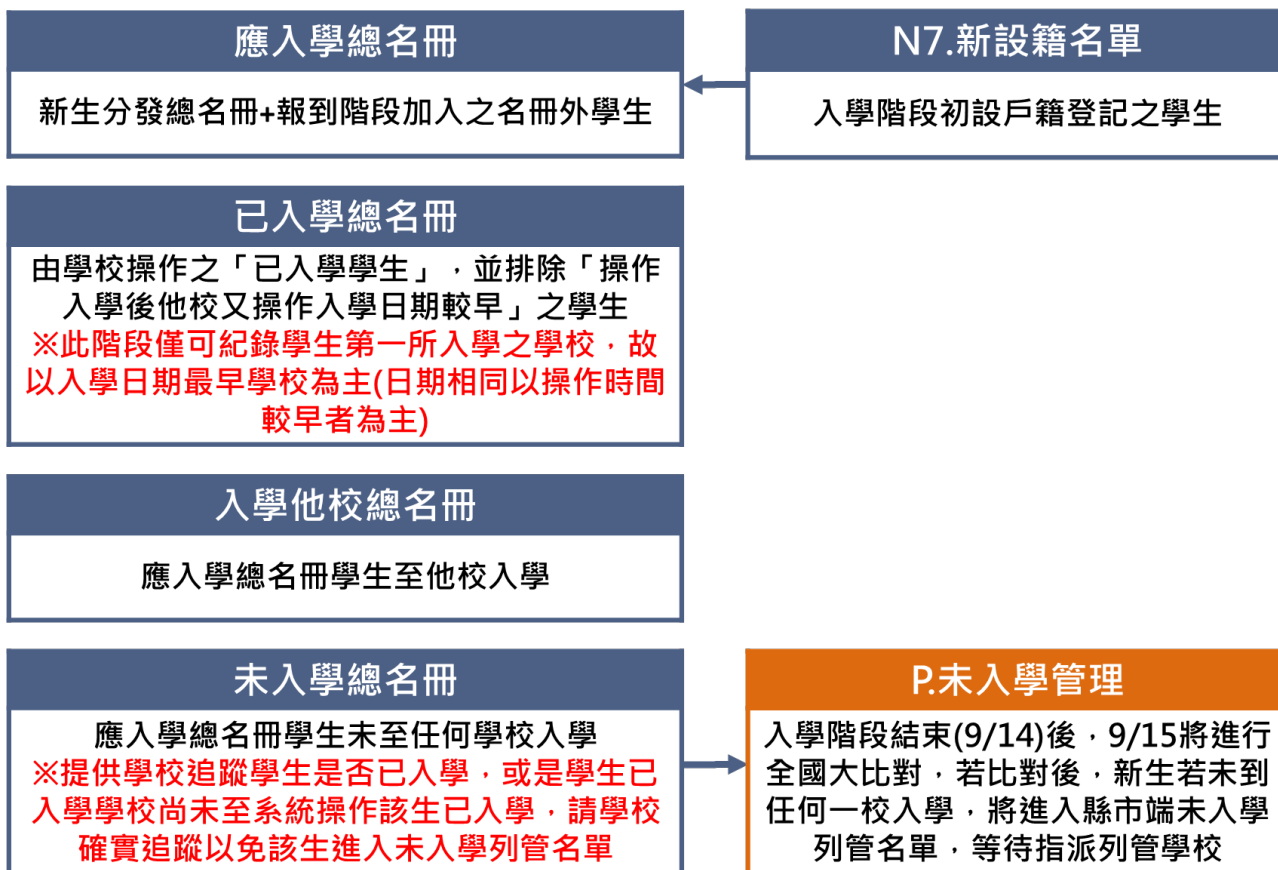 應入學總名冊
新生分發總名冊+報到階段加入之名冊外學生
N7.新設籍名單
入學階段初設戶籍登記之學生
已入學總名冊
由學校操作之「已入學學生」，並排除「操作
入學後他校又操作入學日期較早」之學生
※此階段僅可紀錄學生第一所入學之學校，故
以入學日期最早學校為主(日期相同以操作時間
較早者為主)
入學他校總名冊
應入學總名冊學生至他校入學
未入學總名冊
應入學總名冊學生未至任何學校入學
※提供學校追蹤學生是否已入學，或是學生已
入學學校尚未至系統操作該生已入學，請學校
確實追蹤以免該生進入未入學列管名單
P.未入學管理
入學階段結束(9/14)後，9/15將進行
全國大比對，若比對後，新生若未到
任何一校入學，將進入縣市端未入學
列管名單，等待指派列管學校